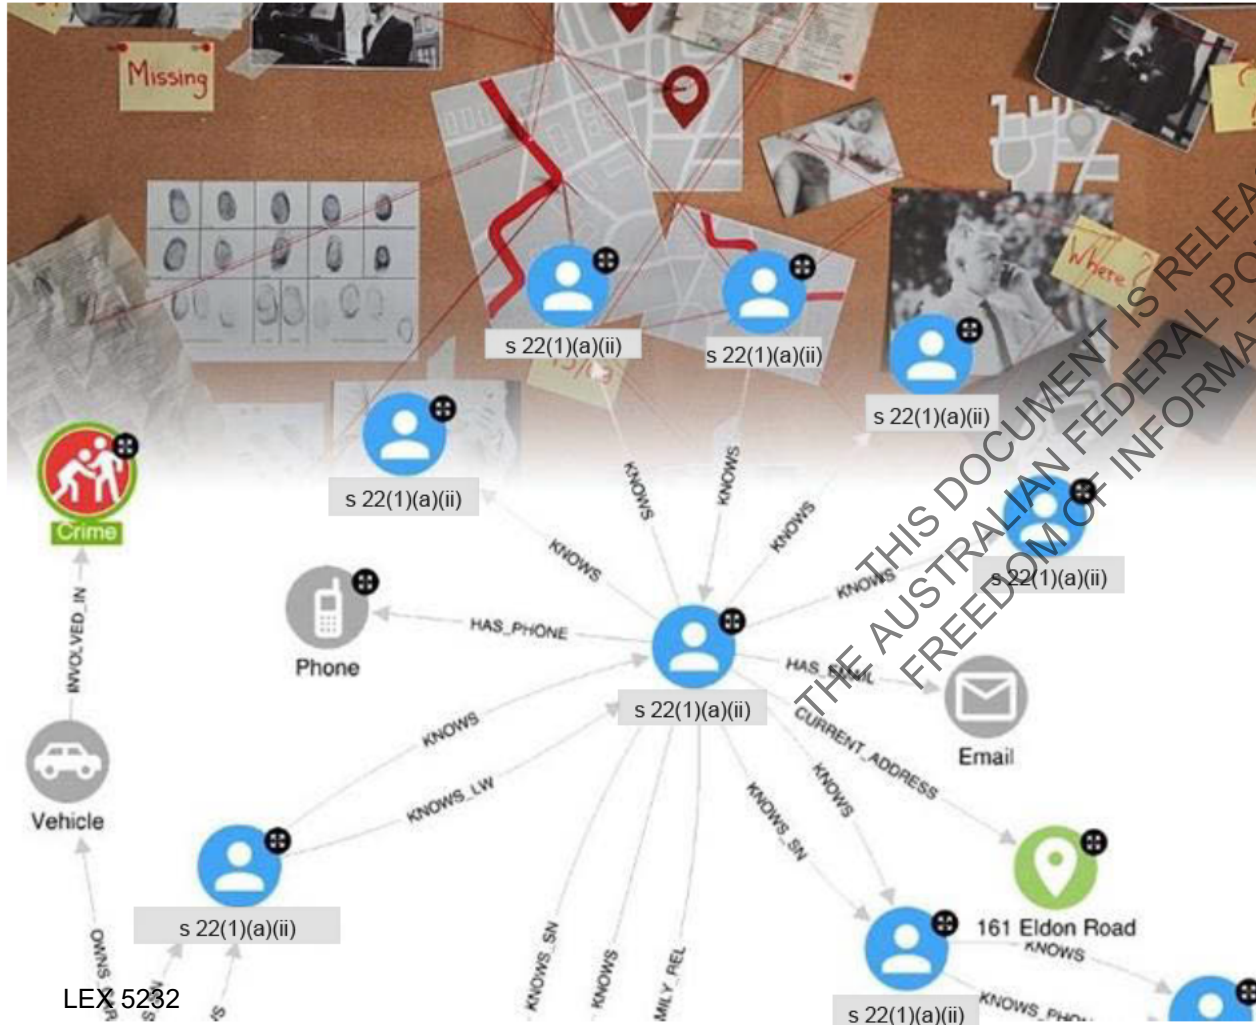 Missing
Where?
s 22(1)(a)(ii)
s 22(1)(a)(ii)
s 22(1)(a)(ii)
s 22(1)(a)(ii)
Crime
KNOWS
KNOWS
KNOWS
KNOWS
KNOWS
s 22(1)(a)(ii)
INVOLVED_IN
Phone
HAS_PHONE
HAS_EMAIL
s 22(1)(a)(ii)
Email
CURRENT_ADDRESS
KNOWS
KNOWS_LW
KNOWS_SN
KNOWS
Vehicle
s 22(1)(a)(ii)
161 Eldon Road
KNOWS
KNOWS_SN
KNOWS
MILY_REL
s 22(1)(a)(ii)
LEX 5232
THIS DOCUMENT IS RELEA
THE AUSTRALIAN FEDERAL PO
FREEDOM OF INFORMA